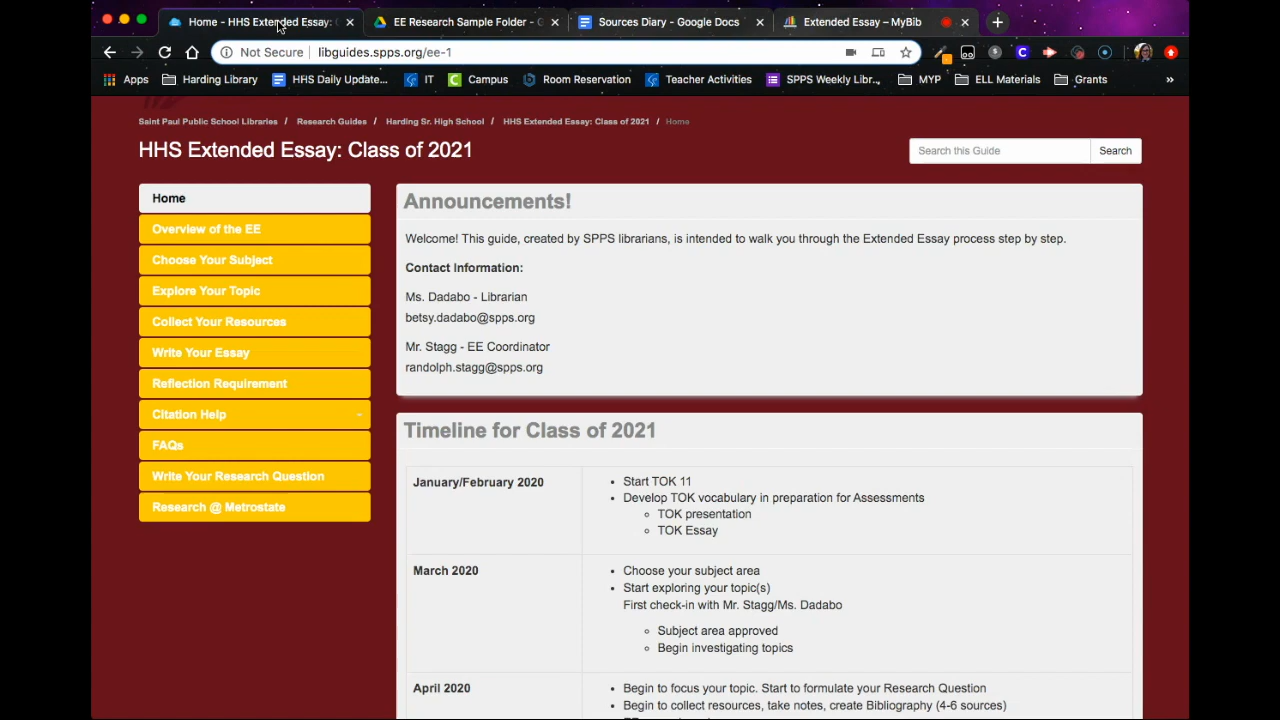 Home - HHS Extended Essay:
EE Research Sample Folder - G
Sources Diary - Google Docs
Extended Essay – MyBib
Not Secure
libguides.spps.org/ee-1
Apps
Harding Library
HHS Daily Update...
IT
Campus
Room Reservation
Teacher Activities
SPPS Weekly Libr...
MYP
ELL Materials
Grants
»
Saint Paul Public School Libraries / Research Guides / Harding Sr. High School / HHS Extended Essay: Class of 2021 / Home
HHS Extended Essay: Class of 2021
Search this Guide
Search
Home
Overview of the EE
Choose Your Subject
Explore Your Topic
Collect Your Resources
Write Your Essay
Reflection Requirement
Citation Help
FAQs
Write Your Research Question
Research @ Metrostate
Announcements!
Welcome! This guide, created by SPPS librarians, is intended to walk you through the Extended Essay process step by step.
Contact Information:
Ms. Dadabo - Librarian
betsy.dadabo@spps.org
Mr. Stagg - EE Coordinator
randolph.stagg@spps.org
Timeline for Class of 2021
January/February 2020
Start TOK 11
Develop TOK vocabulary in preparation for Assessments
TOK presentation
TOK Essay
March 2020
Choose your subject area
Start exploring your topic(s)
First check-in with Mr. Stagg/Ms. Dadabo
Subject area approved
Begin investigating topics
April 2020
Begin to focus your topic. Start to formulate your Research Question
Begin to collect resources, take notes, create Bibliography (4-6 sources)